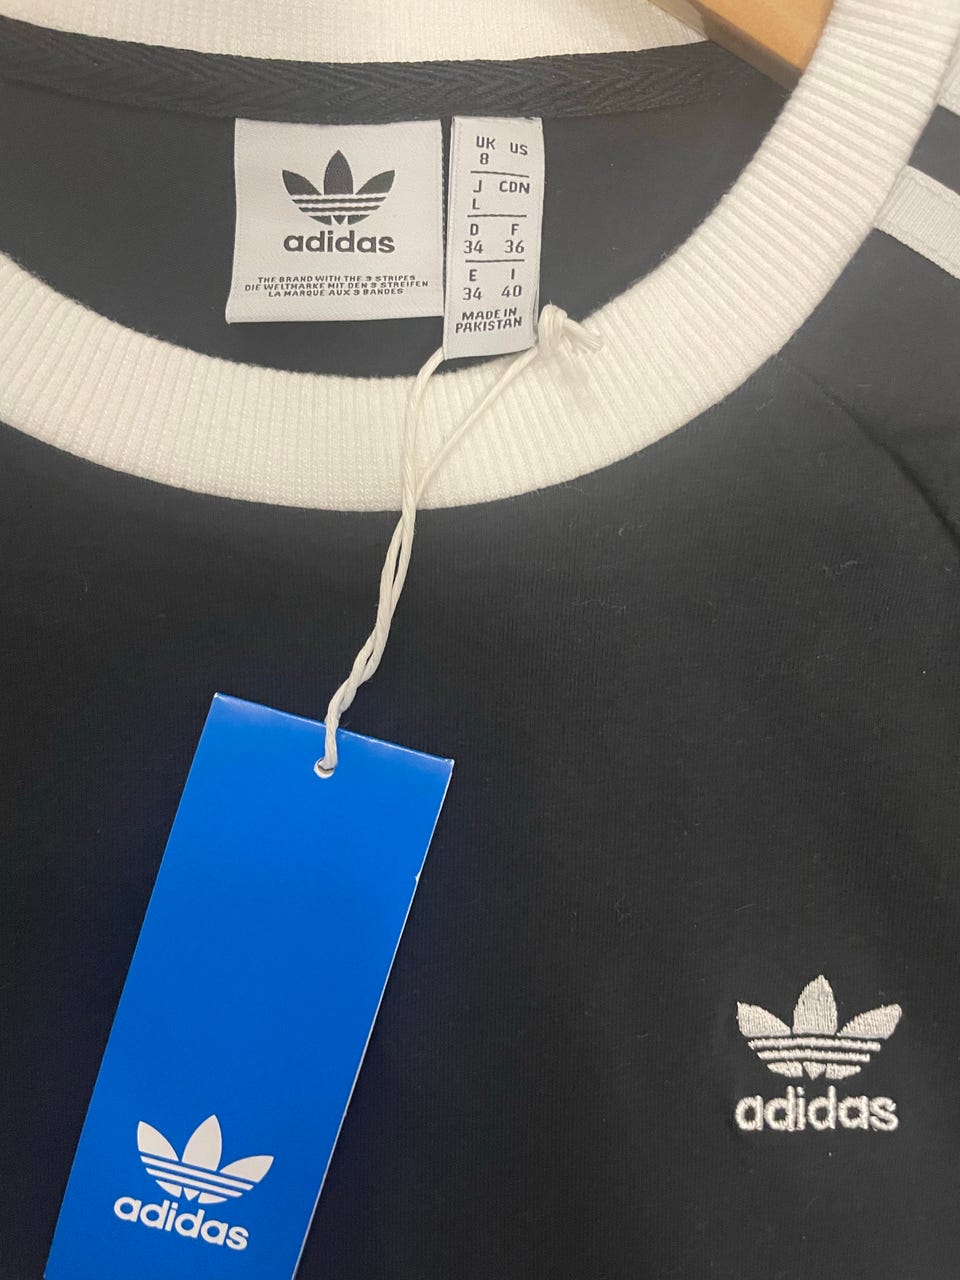 adidas
THE BRAND WITH THE 3 STRIPES
DIE WELTMARKE MIT DEN 3 STREIFEN
LA MARQUE AUX 3 BANDES
UK US
8
J CDN
L
D F
34 36
E I
34 40
MADE IN
PAKISTAN
adidas
adidas